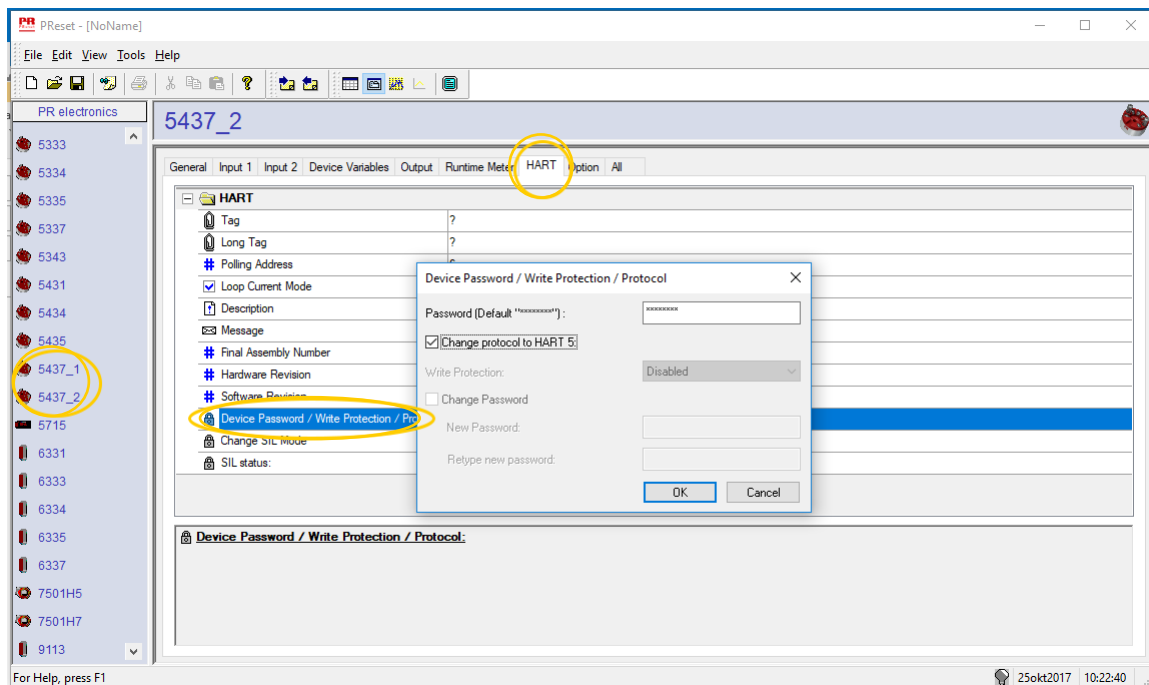 PR PReset - [NoName]
File Edit View Tools Help
PR electronics
5333
5334
5335
5337
5343
5431
5434
5435
5437_1
5437_2
5715
6331
6333
6334
6335
6337
7501H5
7501H7
9113
5437_2
General Input 1 Input 2 Device Variables Output Runtime Meter HART Option All
HART
Tag ?
Long Tag ?
Polling Address
Loop Current Mode
Description
Message
Final Assembly Number
Hardware Revision
Software Revision
Device Password / Write Protection / Pro
Change SIL Mode
SIL status:
Device Password / Write Protection / Protocol
Password (Default "********") : ********
Change protocol to HART 5:
Write Protection: Disabled
Change Password
New Password:
Retype new password:
OK Cancel
Device Password / Write Protection / Protocol:
For Help, press F1 25okt2017 10:22:40